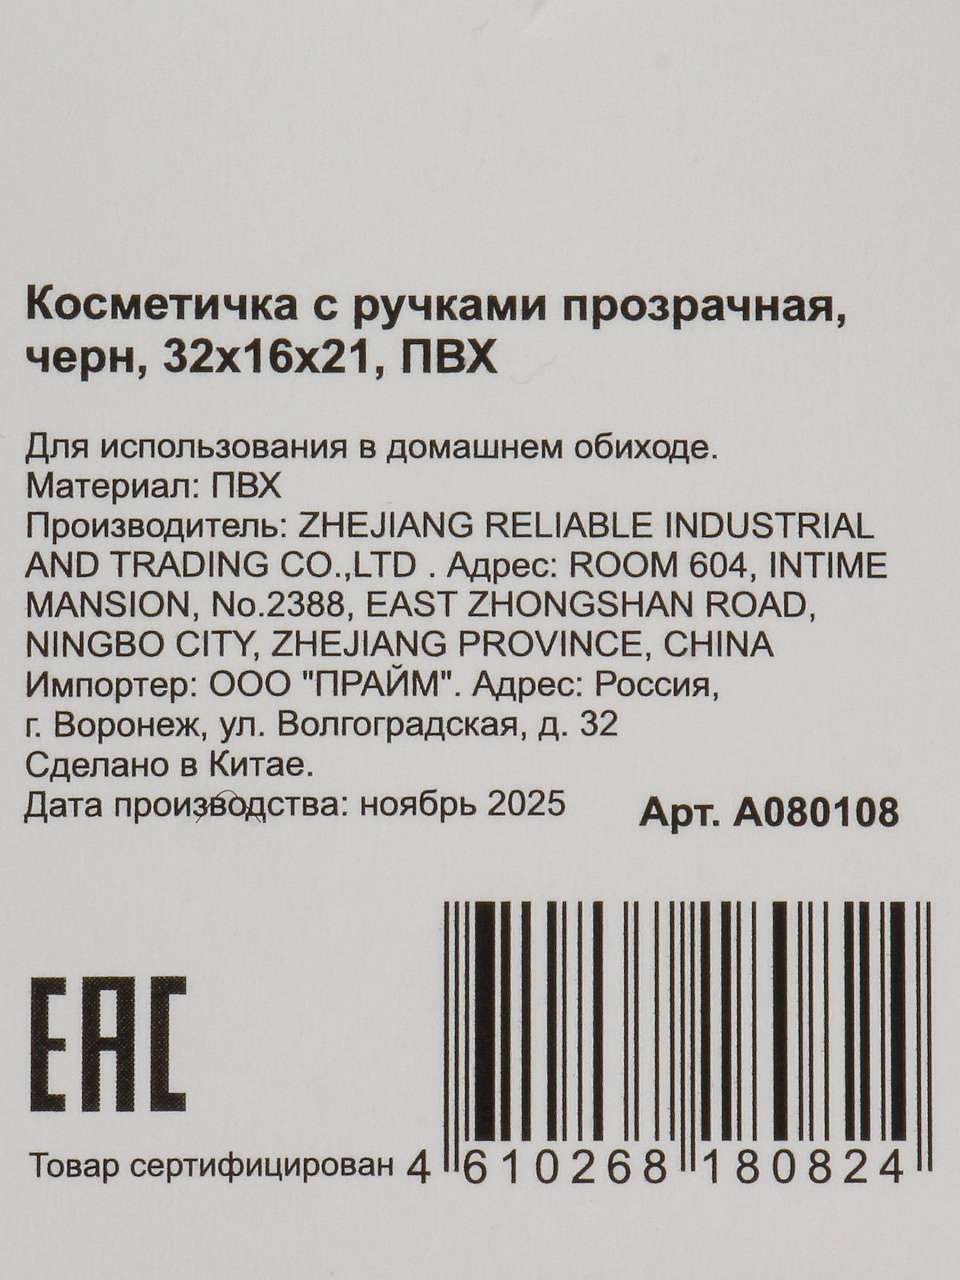 Косметичка с ручками прозрачная,
черн, 32х16х21, ПВХ
Для использования в домашнем обиходе.
Материал: ПВХ
Производитель: ZHEJIANG RELIABLE INDUSTRIAL
AND TRADING CO.,LTD . Адрес: ROOM 604, INTIME
MANSION, No.2388, EAST ZHONGSHAN ROAD,
NINGBO CITY, ZHEJIANG PROVINCE, CHINA
Импортер: ООО "ПРАЙМ". Адрес: Россия,
г. Воронеж, ул. Волгоградская, д. 32
Сделано в Китае.
Дата производства: ноябрь 2025
Арт. А080108
EAC
Товар сертифицирован
4 610268 180824